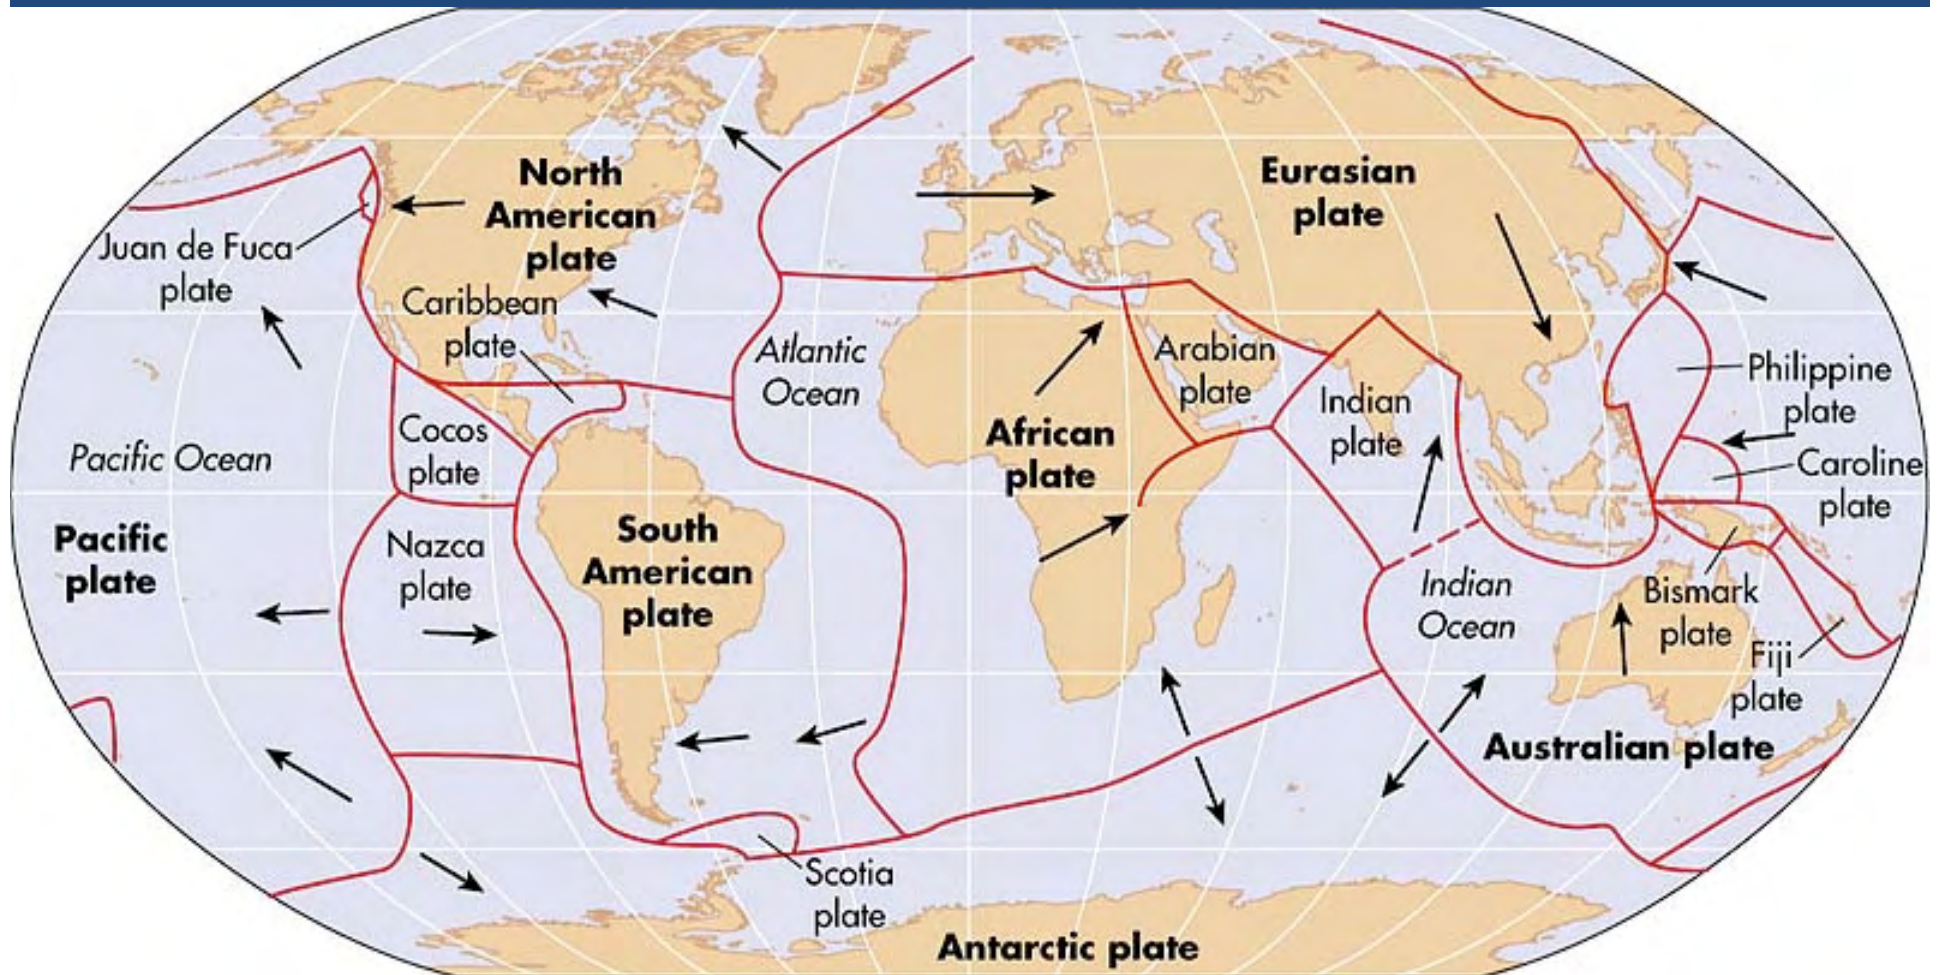 North
American
plate
Eurasian
plate
Juan de Fuca
plate
Caribbean
plate
Atlantic
Ocean
Arabian
plate
Indian
plate
Philippine
plate
Cocos
plate
African
plate
Pacific Ocean
Caroline
plate
Pacific
plate
Nazca
plate
South
American
plate
Indian
Ocean
Bismark
plate
Fiji
plate
Australian plate
Scotia
plate
Antarctic plate